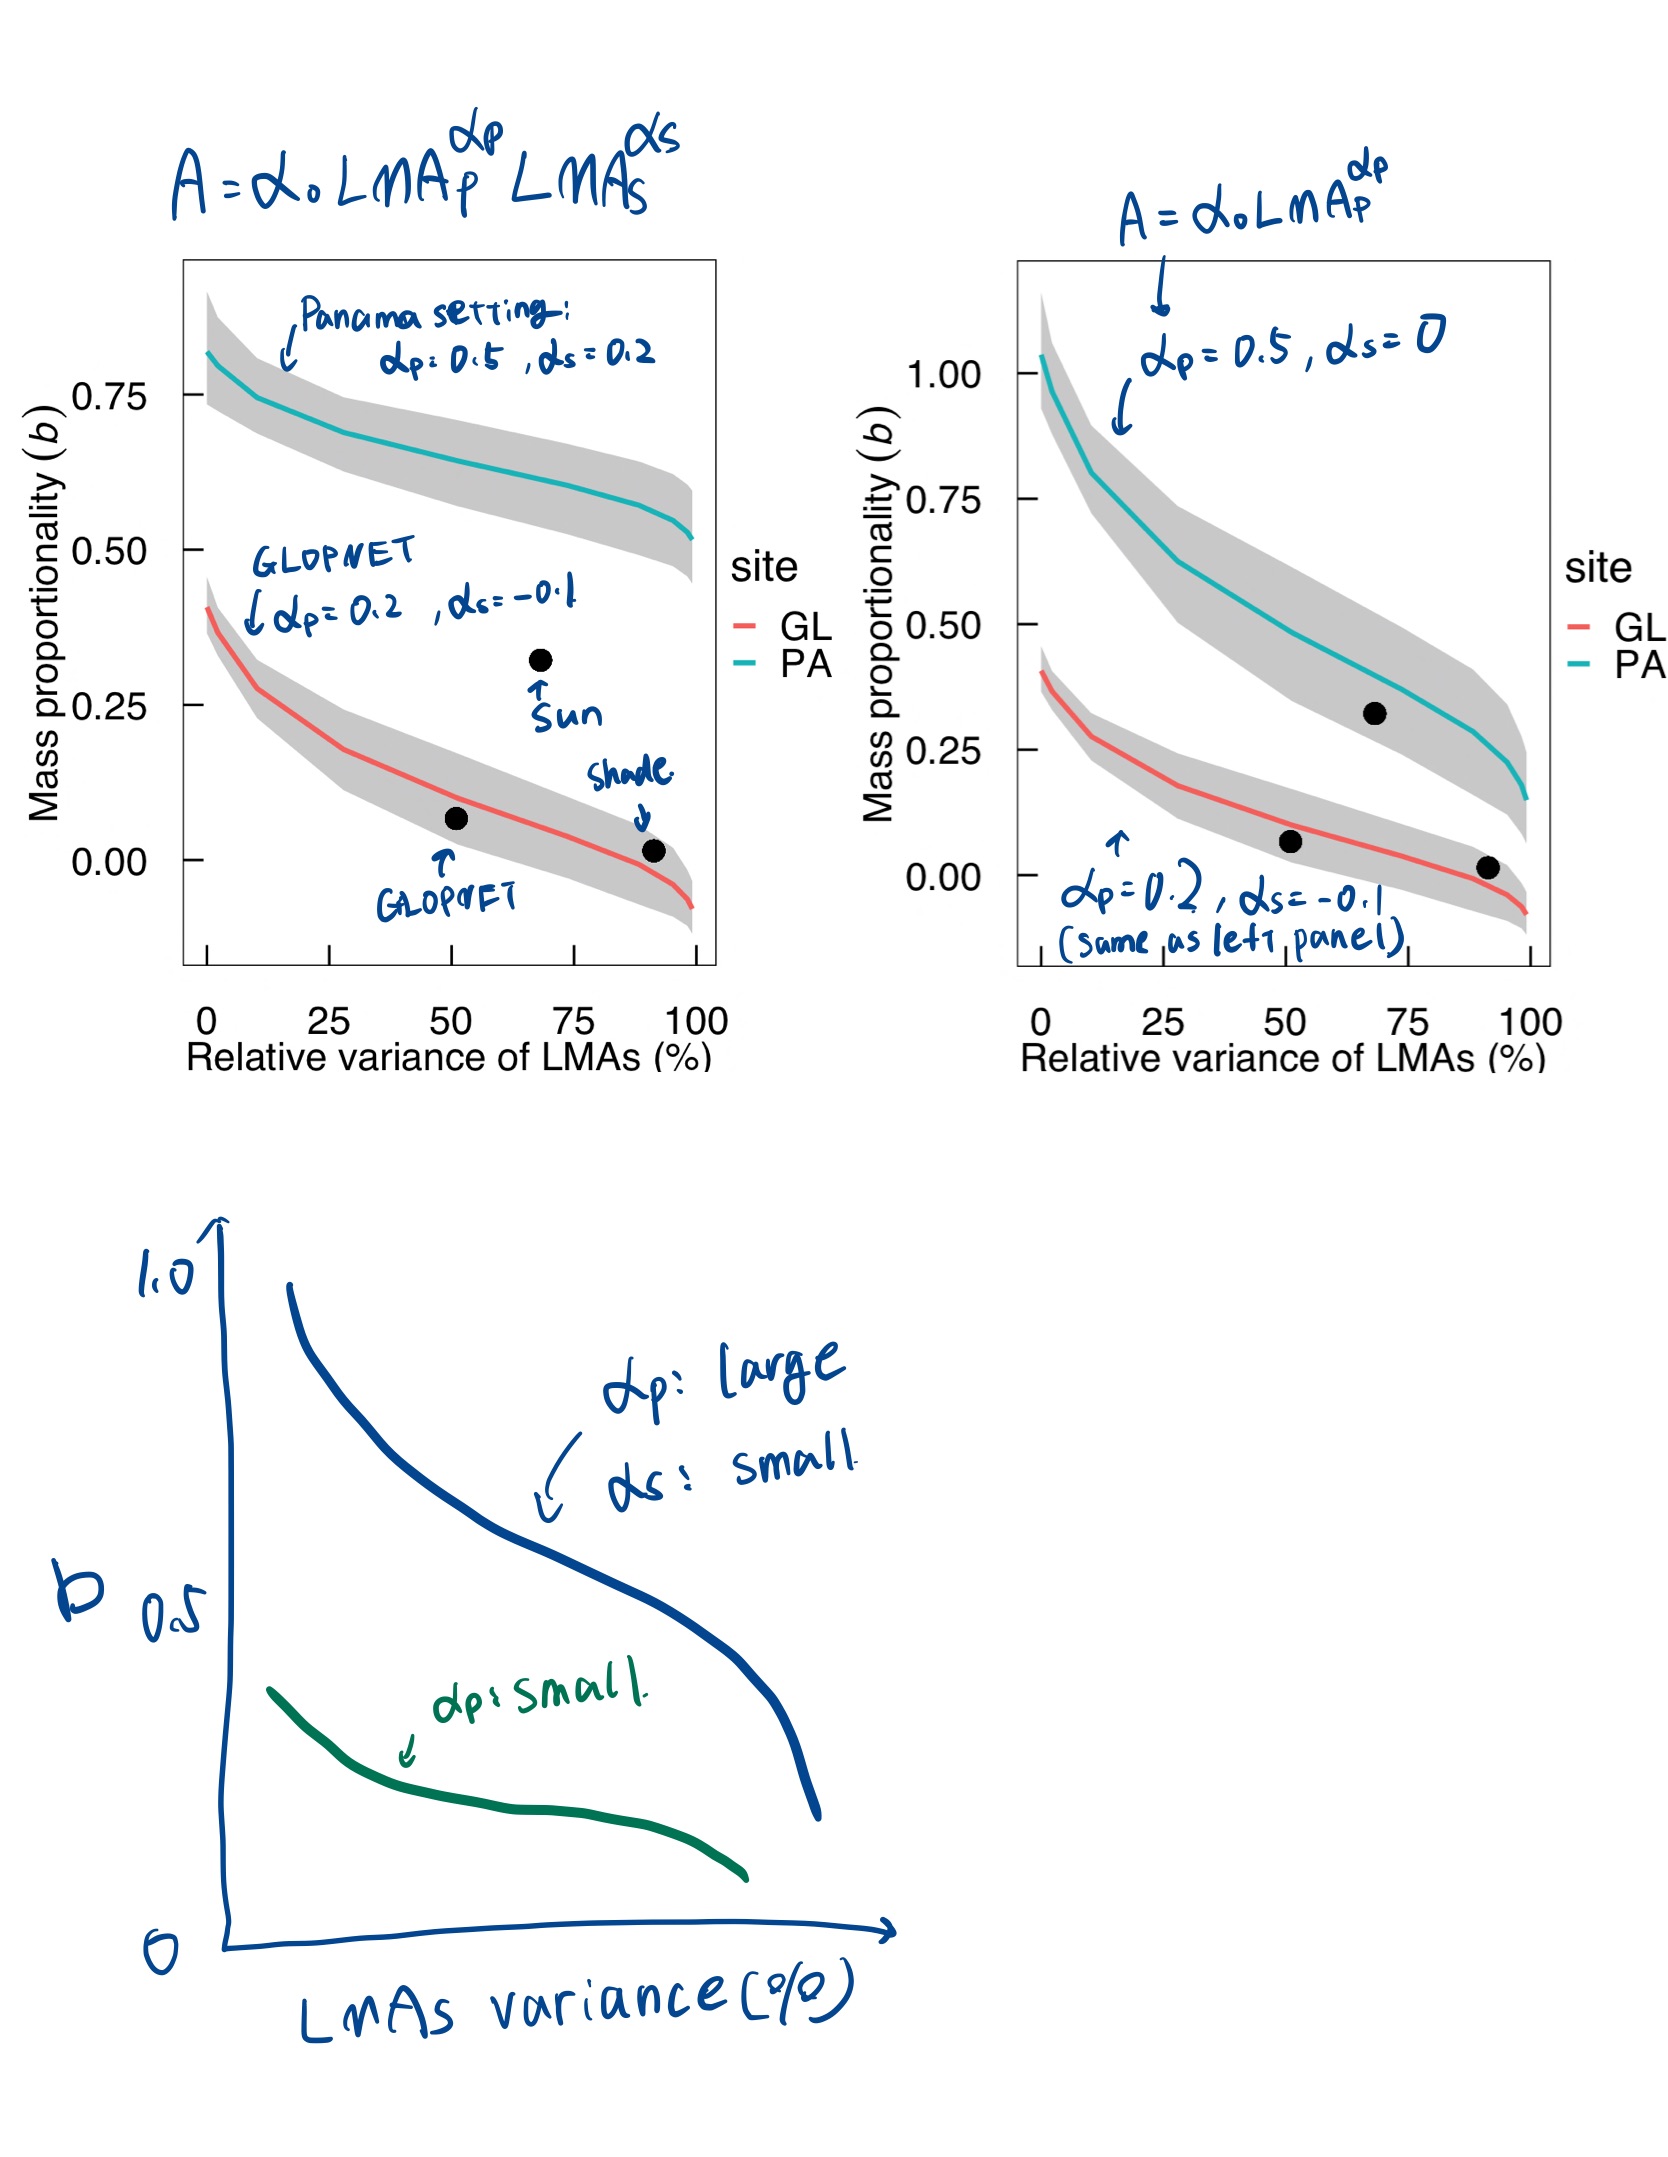 A = α₀ LMAp^αp LMAs^αs
Panama setting:
αp = 0.5 , αs = 0.2
GLOPNET
αp = 0.2 , αs = -0.1
Sun
shade
GLOPNET
Mass proportionality (b)
0.75
0.50
0.25
0.00
0 25 50 75 100
Relative variance of LMAs (%)
site
GL
PA
A = α₀ LMAp^αp
αp = 0.5 , αs = 0
αp = 0.2 , αs = -0.1
(same as left panel)
Mass proportionality (b)
1.00
0.75
0.50
0.25
0.00
0 25 50 75 100
Relative variance of LMAs (%)
site
GL
PA
1.0
αp: large
αs: small
b 0.5
αp: small
0
LMAs variance (%)